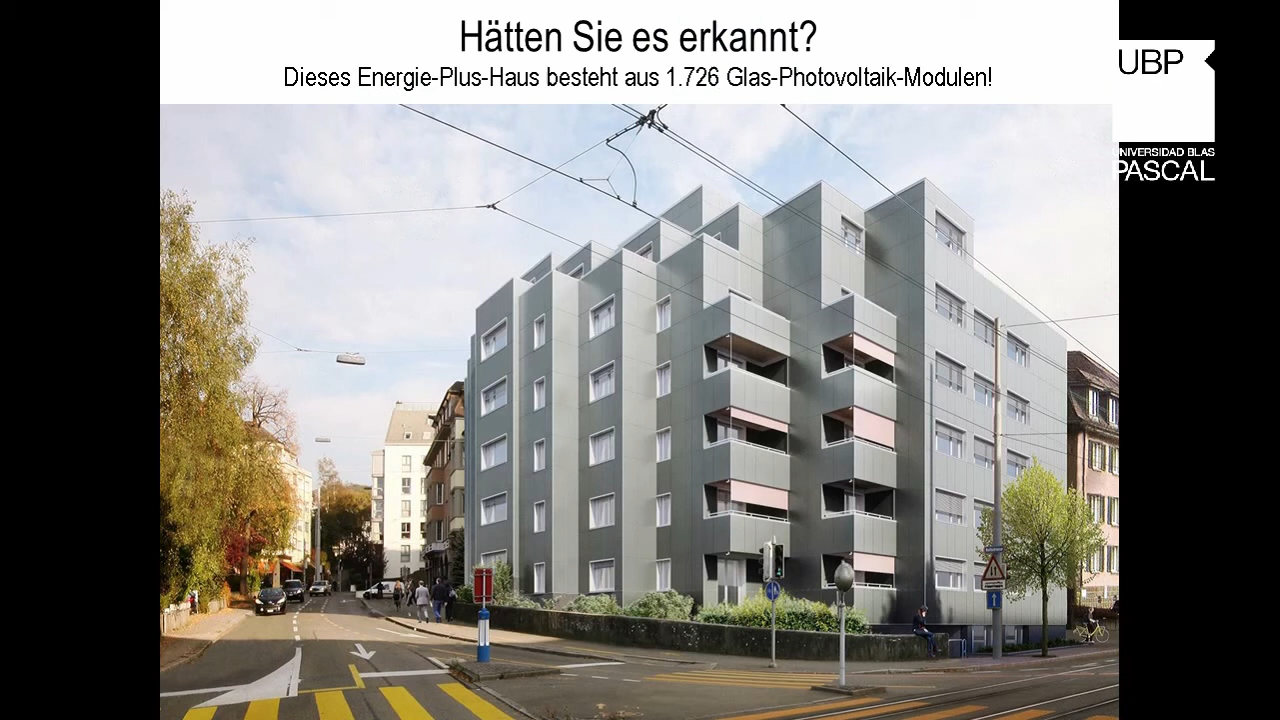 Hätten Sie es erkannt?
Dieses Energie-Plus-Haus besteht aus 1.726 Glas-Photovoltaik-Modulen!
UBP
UNIVERSIDAD BLAS
PASCAL